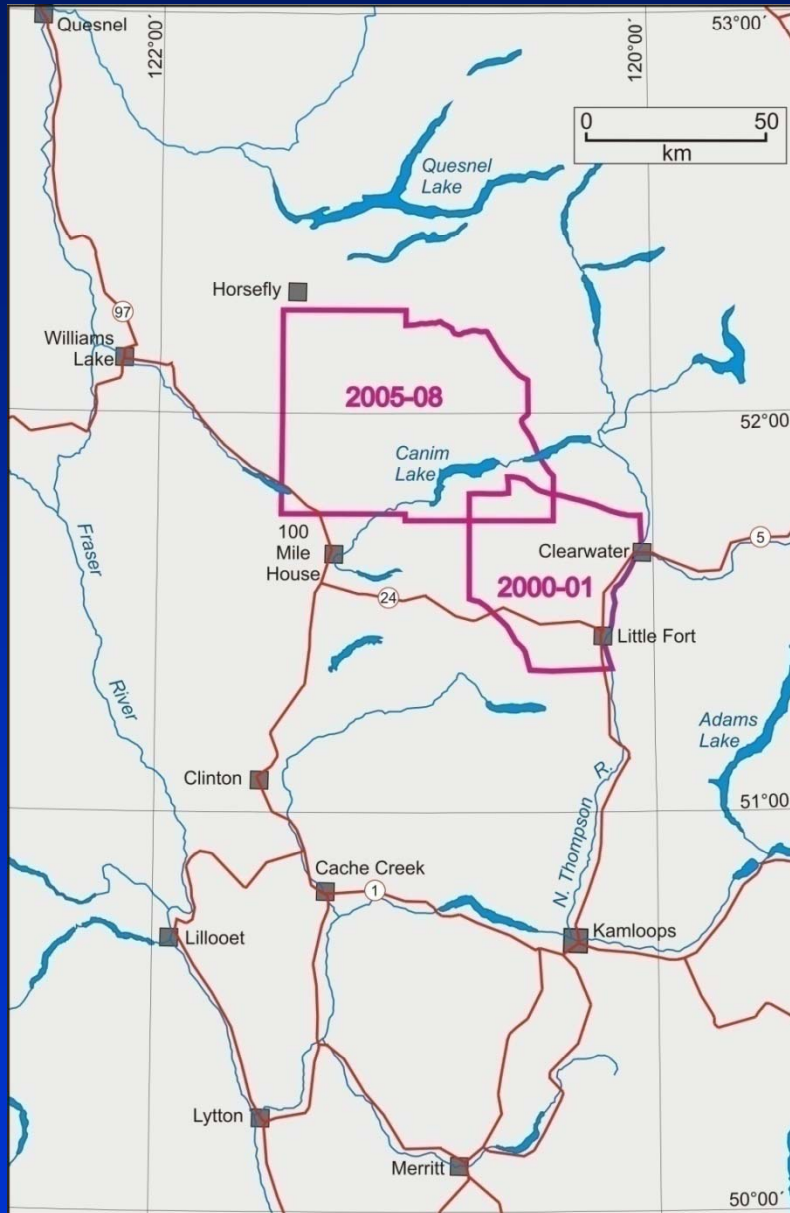 Quesnel
122°00´
120°00´
53°00´
0
50
km
Quesnel
Lake
Horsefly
97
Williams
Lake
2005-08
52°00´
Canim
Lake
100
Mile
House
Clearwater
5
2000-01
24
Little Fort
Fraser
River
Adams
Lake
Clinton
N. Thompson R.
51°00´
Cache Creek
1
Lillooet
Kamloops
Lytton
Merritt
50°00´